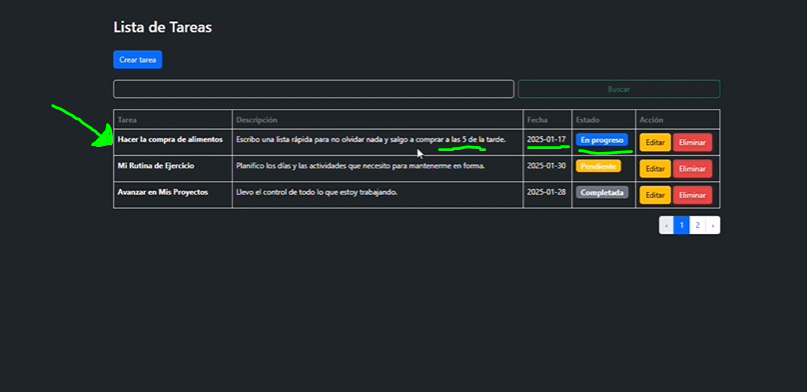 Lista de Tareas
Crear tarea
Buscar
Tarea Descripción Fecha Estado Acción
Hacer la compra de alimentos Escribo una lista rápida para no olvidar nada y salgo a comprar a las 5 de la tarde. 2025-01-17 En progreso Editar Eliminar
Mi Rutina de Ejercicio Planifico los días y las actividades que necesito para mantenerme en forma. 2025-01-30 Pendiente Editar Eliminar
Avanzar en Mis Proyectos Llevo el control de todo lo que estoy trabajando. 2025-01-28 Completada Editar Eliminar
‹ 1 2 ›